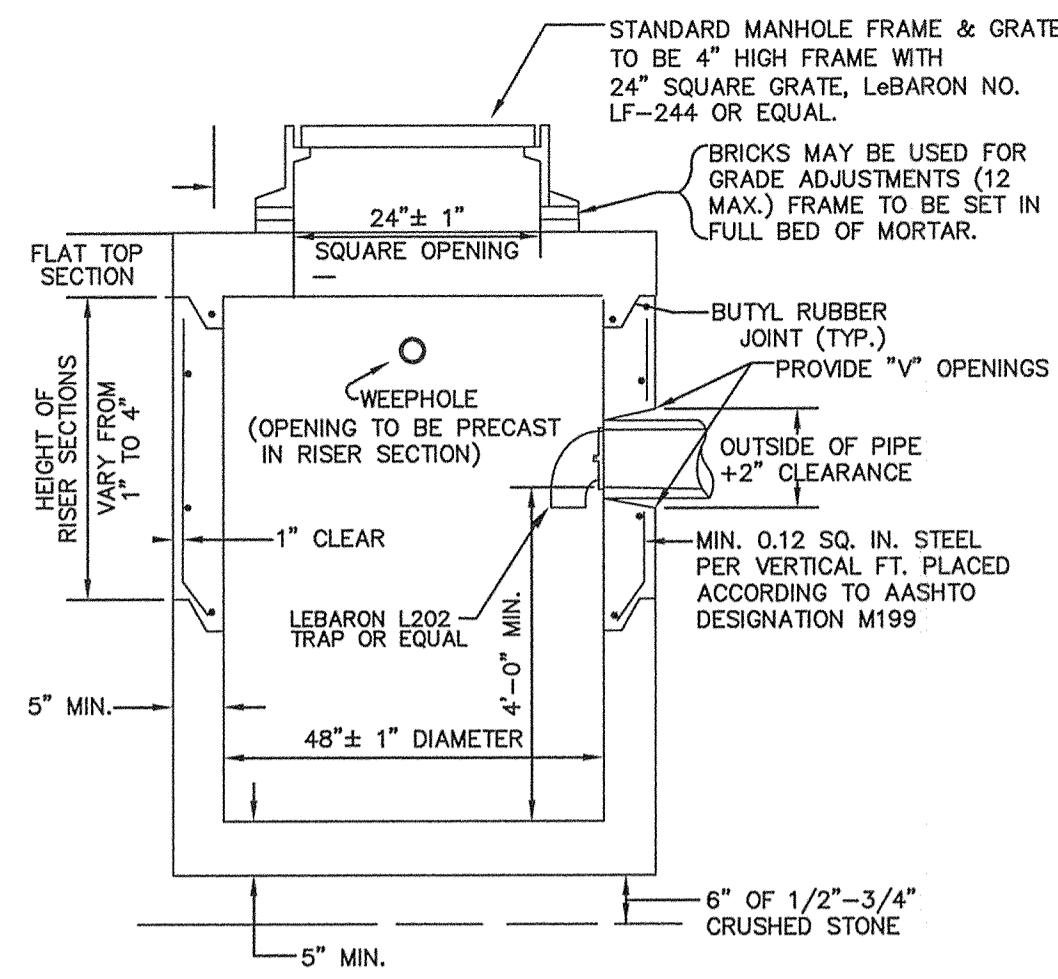 STANDARD MANHOLE FRAME & GRATE
TO BE 4" HIGH FRAME WITH
24" SQUARE GRATE, LeBARON NO.
LF-244 OR EQUAL.
BRICKS MAY BE USED FOR
GRADE ADJUSTMENTS (12
MAX.) FRAME TO BE SET IN
FULL BED OF MORTAR.
24"± 1"
SQUARE OPENING
FLAT TOP
SECTION
BUTYL RUBBER
JOINT (TYP.)
PROVIDE "V" OPENINGS
WEEPHOLE
(OPENING TO BE PRECAST
IN RISER SECTION)
HEIGHT OF
RISER SECTIONS
VARY FROM
1" TO 4"
OUTSIDE OF PIPE
+2" CLEARANCE
1" CLEAR
MIN. 0.12 SQ. IN. STEEL
PER VERTICAL FT. PLACED
ACCORDING TO AASHTO
DESIGNATION M199
LEBARON L202
TRAP OR EQUAL
4'-0" MIN.
5" MIN.
48"± 1" DIAMETER
6" OF 1/2"-3/4"
CRUSHED STONE
5" MIN.